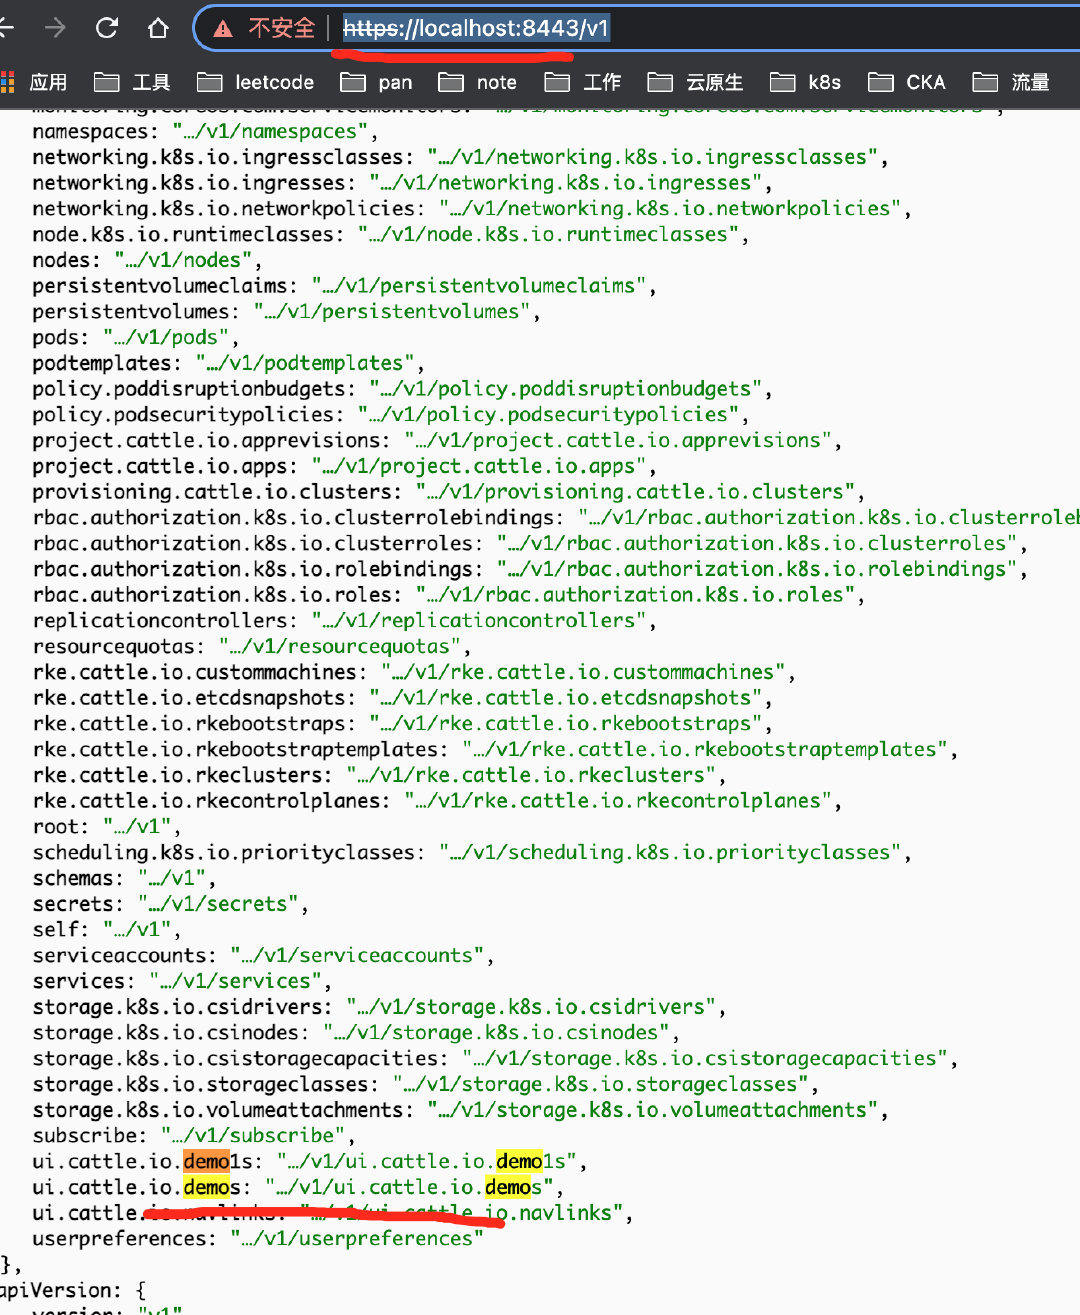 不安全 https://localhost:8443/v1
应用 工具 leetcode pan note 工作 云原生 k8s CKA 流量
monitoring.coreos.com.servicemonitors: "…/v1/monitoring.coreos.com.servicemonitors",
namespaces: "…/v1/namespaces",
networking.k8s.io.ingressclasses: "…/v1/networking.k8s.io.ingressclasses",
networking.k8s.io.ingresses: "…/v1/networking.k8s.io.ingresses",
networking.k8s.io.networkpolicies: "…/v1/networking.k8s.io.networkpolicies",
node.k8s.io.runtimeclasses: "…/v1/node.k8s.io.runtimeclasses",
nodes: "…/v1/nodes",
persistentvolumeclaims: "…/v1/persistentvolumeclaims",
persistentvolumes: "…/v1/persistentvolumes",
pods: "…/v1/pods",
podtemplates: "…/v1/podtemplates",
policy.poddisruptionbudgets: "…/v1/policy.poddisruptionbudgets",
policy.podsecuritypolicies: "…/v1/policy.podsecuritypolicies",
project.cattle.io.apprevisions: "…/v1/project.cattle.io.apprevisions",
project.cattle.io.apps: "…/v1/project.cattle.io.apps",
provisioning.cattle.io.clusters: "…/v1/provisioning.cattle.io.clusters",
rbac.authorization.k8s.io.clusterrolebindings: "…/v1/rbac.authorization.k8s.io.clusterroleb
rbac.authorization.k8s.io.clusterroles: "…/v1/rbac.authorization.k8s.io.clusterroles",
rbac.authorization.k8s.io.rolebindings: "…/v1/rbac.authorization.k8s.io.rolebindings",
rbac.authorization.k8s.io.roles: "…/v1/rbac.authorization.k8s.io.roles",
replicationcontrollers: "…/v1/replicationcontrollers",
resourcequotas: "…/v1/resourcequotas",
rke.cattle.io.custommachines: "…/v1/rke.cattle.io.custommachines",
rke.cattle.io.etcdsnapshots: "…/v1/rke.cattle.io.etcdsnapshots",
rke.cattle.io.rkebootstraps: "…/v1/rke.cattle.io.rkebootstraps",
rke.cattle.io.rkebootstraptemplates: "…/v1/rke.cattle.io.rkebootstraptemplates",
rke.cattle.io.rkeclusters: "…/v1/rke.cattle.io.rkeclusters",
rke.cattle.io.rkecontrolplanes: "…/v1/rke.cattle.io.rkecontrolplanes",
root: "…/v1",
scheduling.k8s.io.priorityclasses: "…/v1/scheduling.k8s.io.priorityclasses",
schemas: "…/v1",
secrets: "…/v1/secrets",
self: "…/v1",
serviceaccounts: "…/v1/serviceaccounts",
services: "…/v1/services",
storage.k8s.io.csidrivers: "…/v1/storage.k8s.io.csidrivers",
storage.k8s.io.csinodes: "…/v1/storage.k8s.io.csinodes",
storage.k8s.io.csistoragecapacities: "…/v1/storage.k8s.io.csistoragecapacities",
storage.k8s.io.storageclasses: "…/v1/storage.k8s.io.storageclasses",
storage.k8s.io.volumeattachments: "…/v1/storage.k8s.io.volumeattachments",
subscribe: "…/v1/subscribe",
ui.cattle.io.demo1s: "…/v1/ui.cattle.io.demo1s",
ui.cattle.io.demos: "…/v1/ui.cattle.io.demos",
ui.cattle.io.navlinks: "…/v1/ui.cattle.io.navlinks",
userpreferences: "…/v1/userpreferences"
},
apiVersion: {
version: "v1"